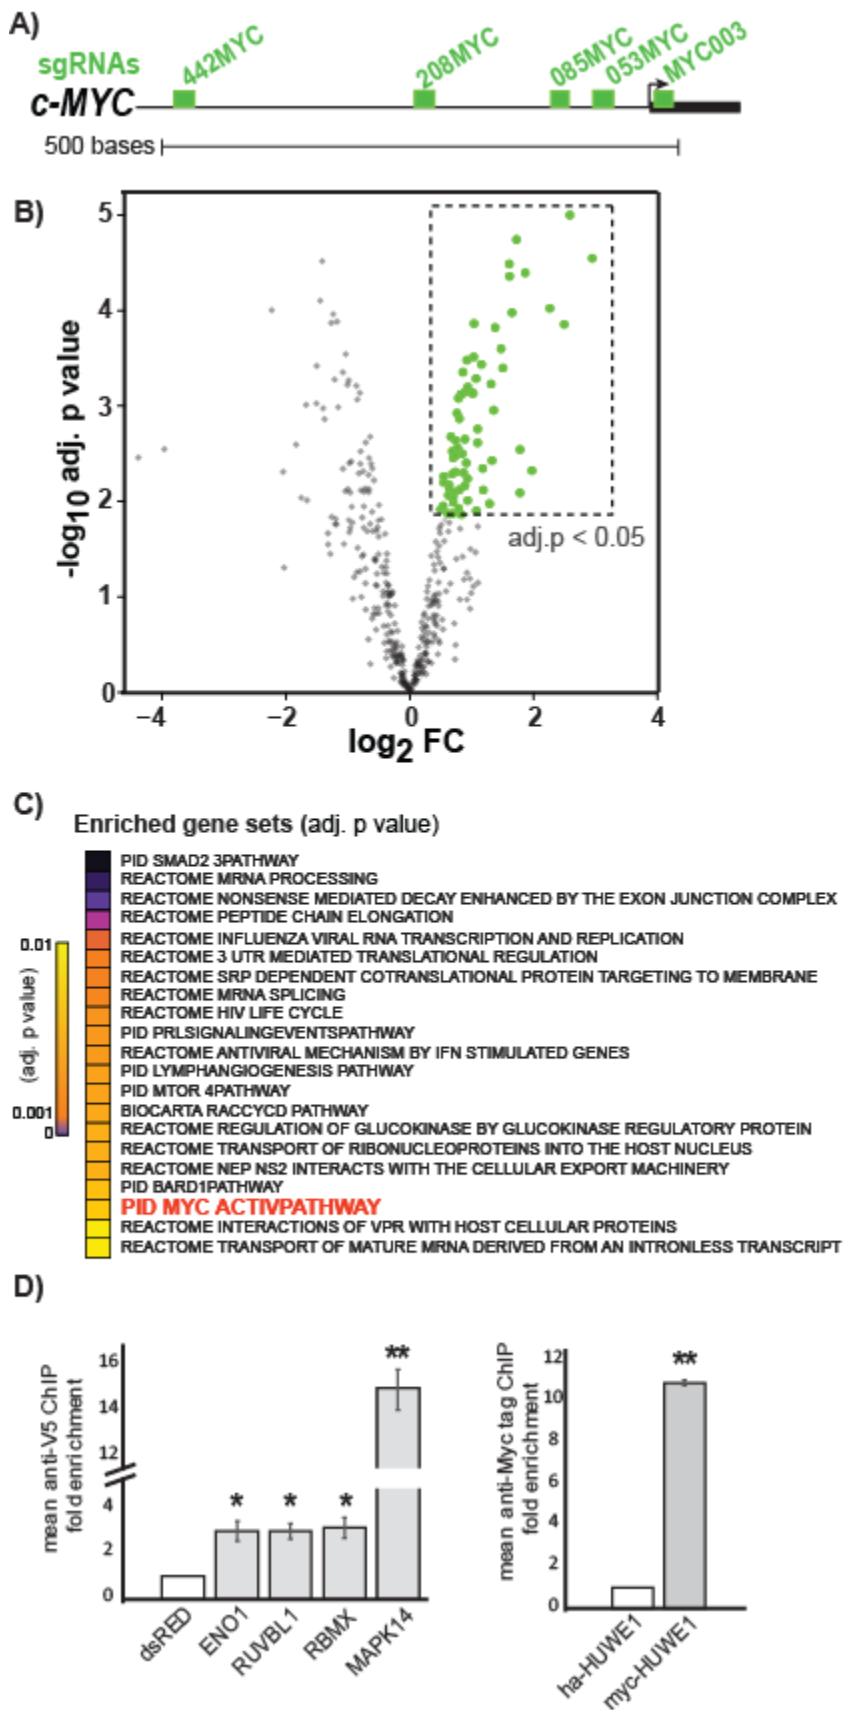 A)
sgRNAs
442MYC
208MYC
085MYC
053MYC
MYC003
c-MYC
500 bases
B)
-log10 adj. p value
5
4
3
2
1
0
adj.p < 0.05
−4
−2
0
2
4
log2 FC
C)
Enriched gene sets (adj. p value)
PID SMAD2 3PATHWAY
REACTOME MRNA PROCESSING
REACTOME NONSENSE MEDIATED DECAY ENHANCED BY THE EXON JUNCTION COMPLEX
REACTOME PEPTIDE CHAIN ELONGATION
REACTOME INFLUENZA VIRAL RNA TRANSCRIPTION AND REPLICATION
REACTOME 3 UTR MEDIATED TRANSLATIONAL REGULATION
REACTOME SRP DEPENDENT COTRANSLATIONAL PROTEIN TARGETING TO MEMBRANE
REACTOME MRNA SPLICING
REACTOME HIV LIFE CYCLE
PID PRLSIGNALINGEVENTSPATHWAY
REACTOME ANTIVIRAL MECHANISM BY IFN STIMULATED GENES
PID LYMPHANGIOGENESIS PATHWAY
PID MTOR 4PATHWAY
BIOCARTA RACCYCD PATHWAY
REACTOME REGULATION OF GLUCOKINASE BY GLUCOKINASE REGULATORY PROTEIN
REACTOME TRANSPORT OF RIBONUCLEOPROTEINS INTO THE HOST NUCLEUS
REACTOME NEP NS2 INTERACTS WITH THE CELLULAR EXPORT MACHINERY
PID BARD1PATHWAY
PID MYC ACTIVPATHWAY
REACTOME INTERACTIONS OF VPR WITH HOST CELLULAR PROTEINS
REACTOME TRANSPORT OF MATURE MRNA DERIVED FROM AN INTRONLESS TRANSCRIPT
0.01
(adj. p value)
0.001
0
D)
mean anti-V5 ChIP
fold enrichment
16
14
12
4
2
0
*
*
*
**
dsRED
ENO1
RUVBL1
RBMX
MAPK14
mean anti-Myc tag ChIP
fold enrichment
12
10
8
6
4
2
0
**
ha-HUWE1
myc-HUWE1